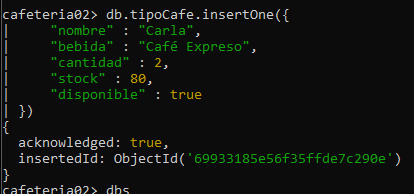 cafeteria02> db.tipoCafe.insertOne({
|     "nombre" : "Carla",
|     "bebida" : "Café Expreso",
|     "cantidad" : 2,
|     "stock" : 80,
|     "disponible" : true
|  })
{
  acknowledged: true,
  insertedId: ObjectId('69933185e56f35ffde7c290e')
}
cafeteria02> dbs